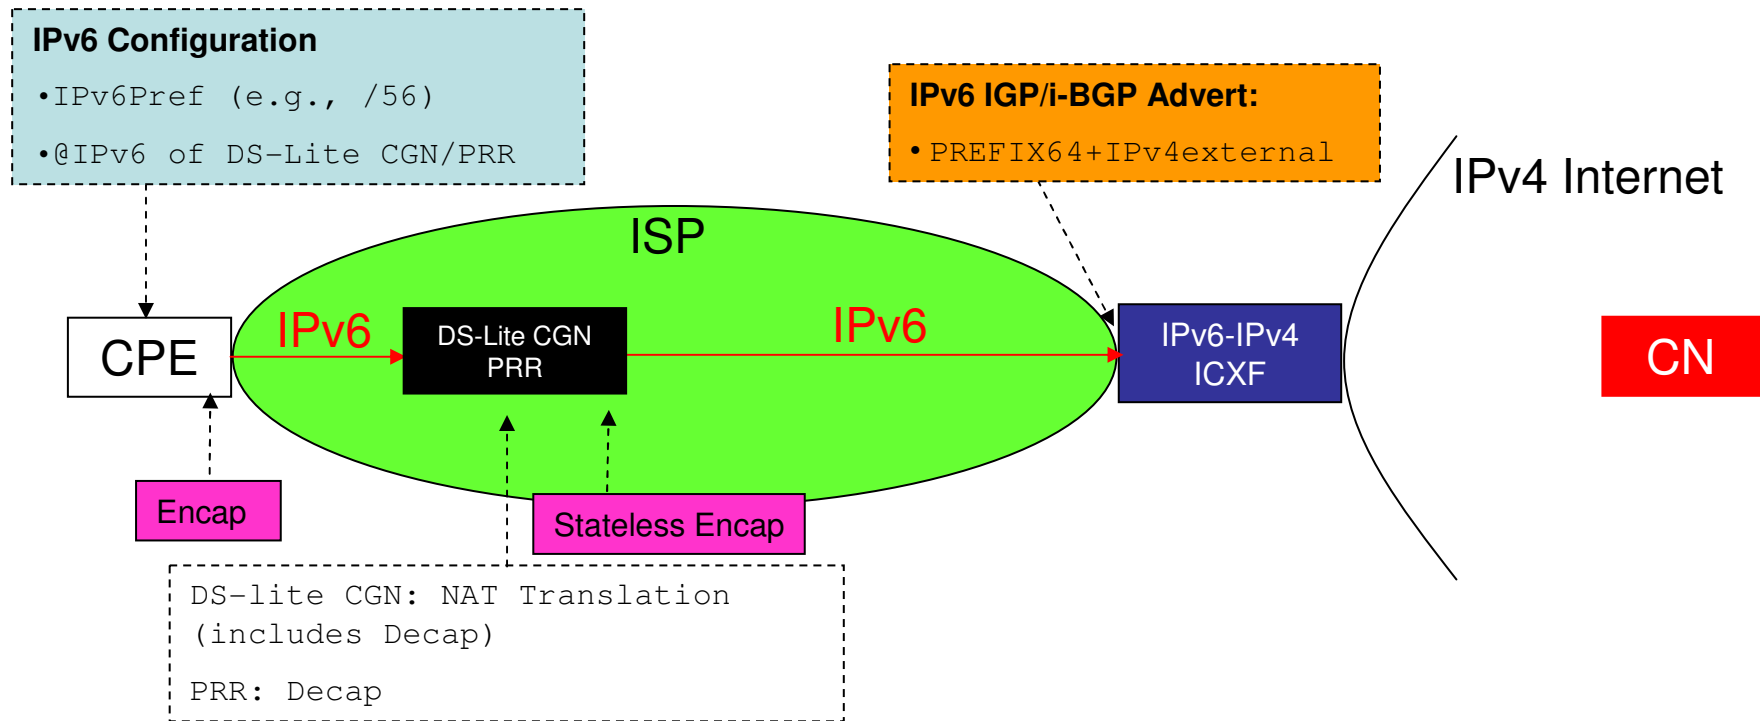 IPv6 Configuration
•IPv6Pref (e.g., /56)
•@IPv6 of DS-Lite CGN/PRR
IPv6 IGP/i-BGP Advert:
• PREFIX64+IPv4external
IPv4 Internet
ISP
CPE
IPv6
DS-Lite CGN
PRR
IPv6
IPv6-IPv4
ICXF
CN
Encap
Stateless Encap
DS-lite CGN: NAT Translation
(includes Decap)
PRR: Decap